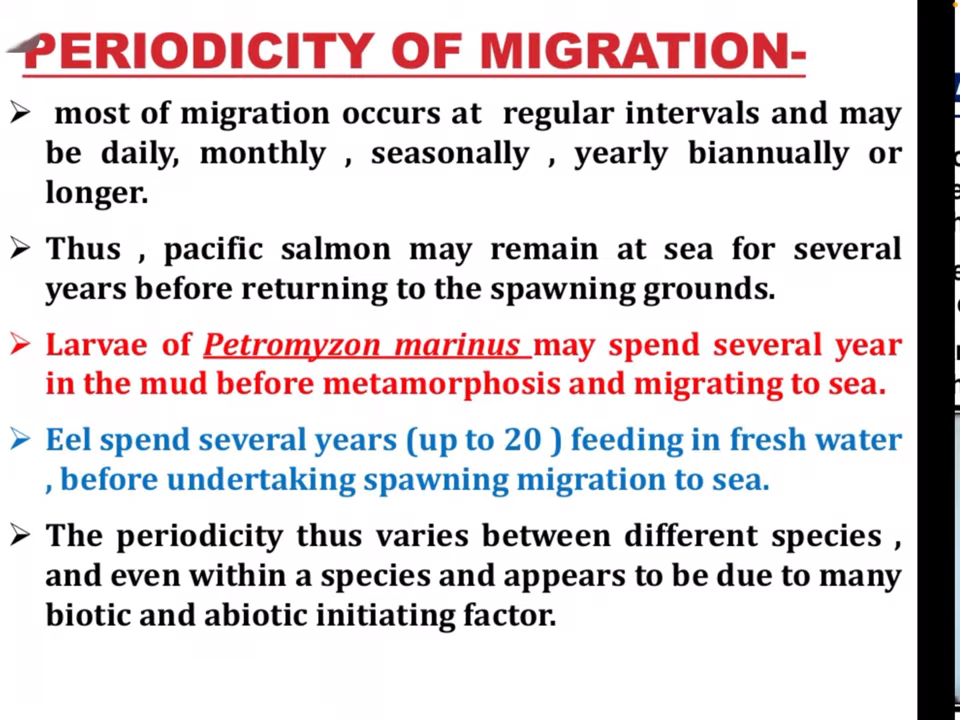 PERIODICITY OF MIGRATION-
➢ most of migration occurs at regular intervals and may
be daily, monthly , seasonally , yearly biannually or
longer.
➢ Thus , pacific salmon may remain at sea for several
years before returning to the spawning grounds.
➢ Larvae of Petromyzon marinus may spend several year
in the mud before metamorphosis and migrating to sea.
➢ Eel spend several years (up to 20 ) feeding in fresh water
, before undertaking spawning migration to sea.
➢ The periodicity thus varies between different species ,
and even within a species and appears to be due to many
biotic and abiotic initiating factor.